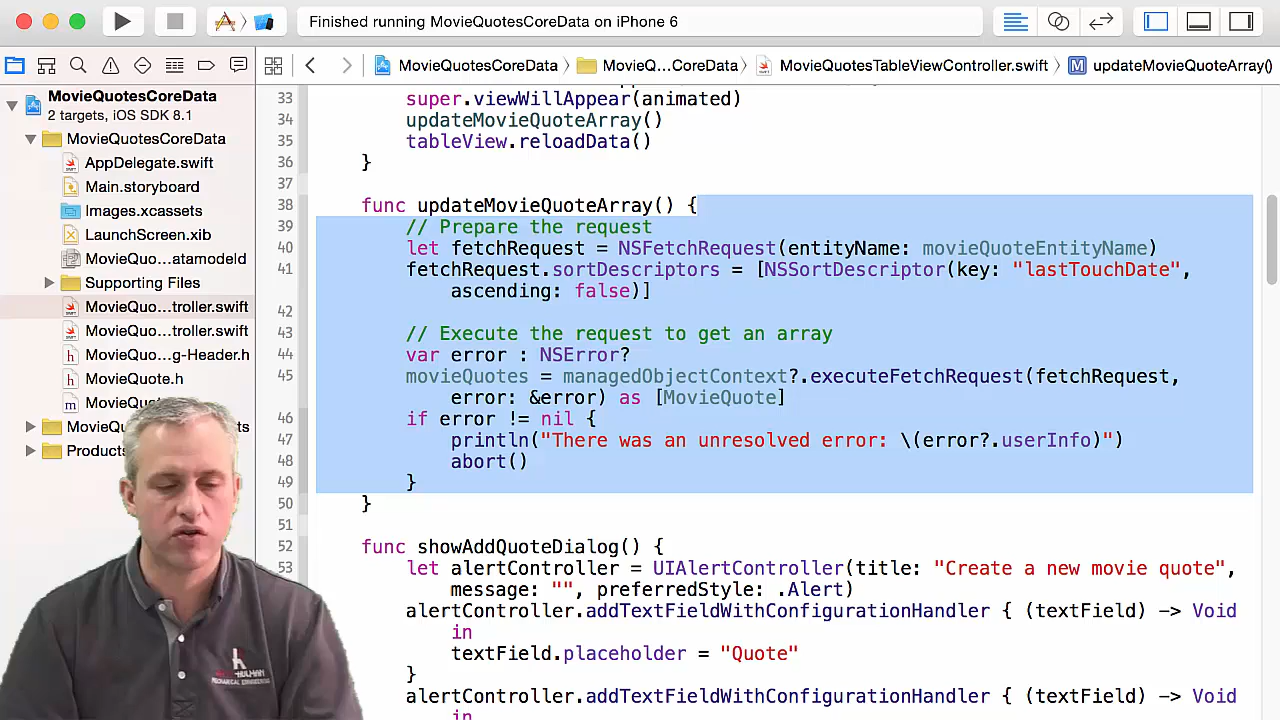 Finished running MovieQuotesCoreData on iPhone 6
MovieQuotesCoreData
MovieQ...CoreData
MovieQuotesTableViewController.swift
M
updateMovieQuoteArray()
MovieQuotesCoreData
2 targets, iOS SDK 8.1
MovieQuotesCoreData
AppDelegate.swift
Main.storyboard
Images.xcassets
LaunchScreen.xib
MovieQuo...atamodeld
Supporting Files
MovieQuo...troller.swift
MovieQuo...troller.swift
h MovieQuo...g-Header.h
h MovieQuote.h
m MovieQuo
MovieQu
Products
33 super.viewWillAppear(animated)
34 updateMovieQuoteArray()
35 tableView.reloadData()
36 }
37
38 func updateMovieQuoteArray() {
39 // Prepare the request
40 let fetchRequest = NSFetchRequest(entityName: movieQuoteEntityName)
41 fetchRequest.sortDescriptors = [NSSortDescriptor(key: "lastTouchDate",
ascending: false)]
42
43 // Execute the request to get an array
44 var error : NSError?
45 movieQuotes = managedObjectContext?.executeFetchRequest(fetchRequest,
error: &error) as [MovieQuote]
46 if error != nil {
47 println("There was an unresolved error: \(error?.userInfo)")
48 abort()
49 }
50 }
51
52 func showAddQuoteDialog() {
53 let alertController = UIAlertController(title: "Create a new movie quote",
message: "", preferredStyle: .Alert)
alertController.addTextFieldWithConfigurationHandler { (textField) -> Void
in
textField.placeholder = "Quote"
}
alertController.addTextFieldWithConfigurationHandler { (textField) -> Void
in